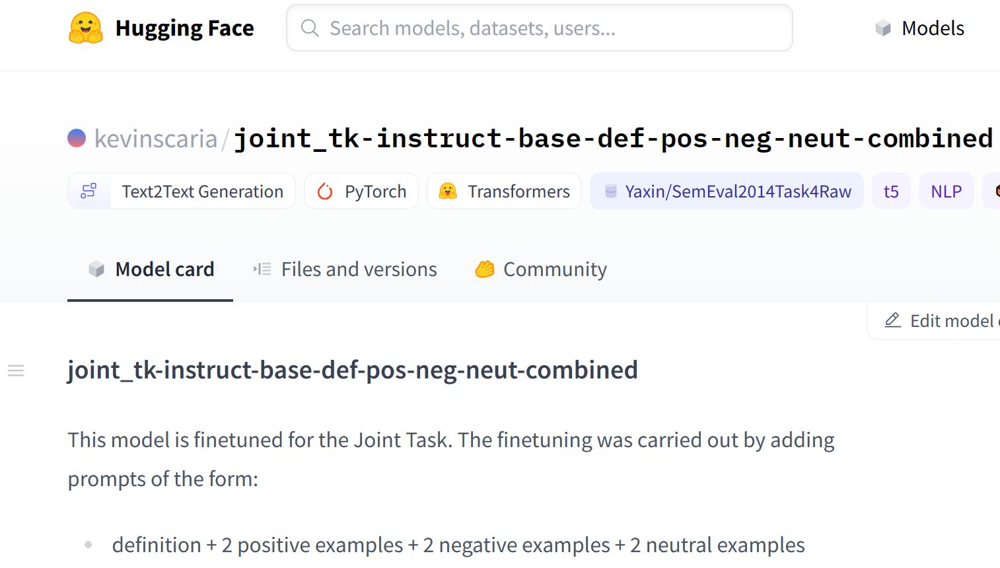 Hugging Face
Search models, datasets, users...
Models
kevinscaria/joint_tk-instruct-base-def-pos-neg-neut-combined
Text2Text Generation
PyTorch
Transformers
Yaxin/SemEval2014Task4Raw
t5
NLP
Model card
Files and versions
Community
Edit model
joint_tk-instruct-base-def-pos-neg-neut-combined
This model is finetuned for the Joint Task. The finetuning was carried out by adding
prompts of the form:
definition + 2 positive examples + 2 negative examples + 2 neutral examples